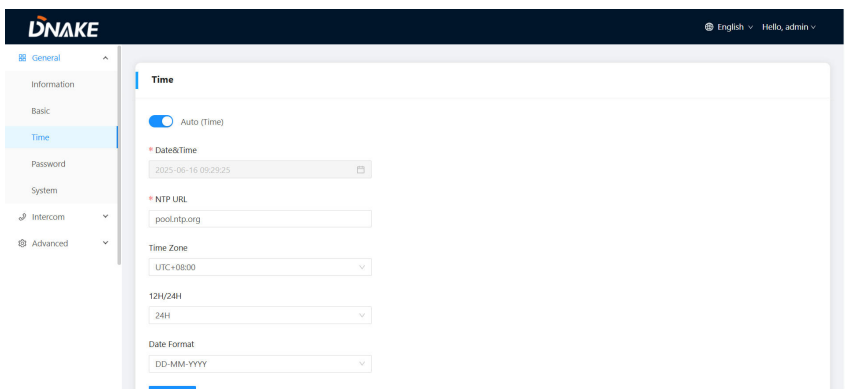 DNAKE
English
Hello, admin
General
Information
Basic
Time
Password
System
Intercom
Advanced
Time
Auto (Time)
* Date&Time
2025-06-16 09:29:25
* NTP URL
pool.ntp.org
Time Zone
UTC+08:00
12H/24H
24H
Date Format
DD-MM-YYYY